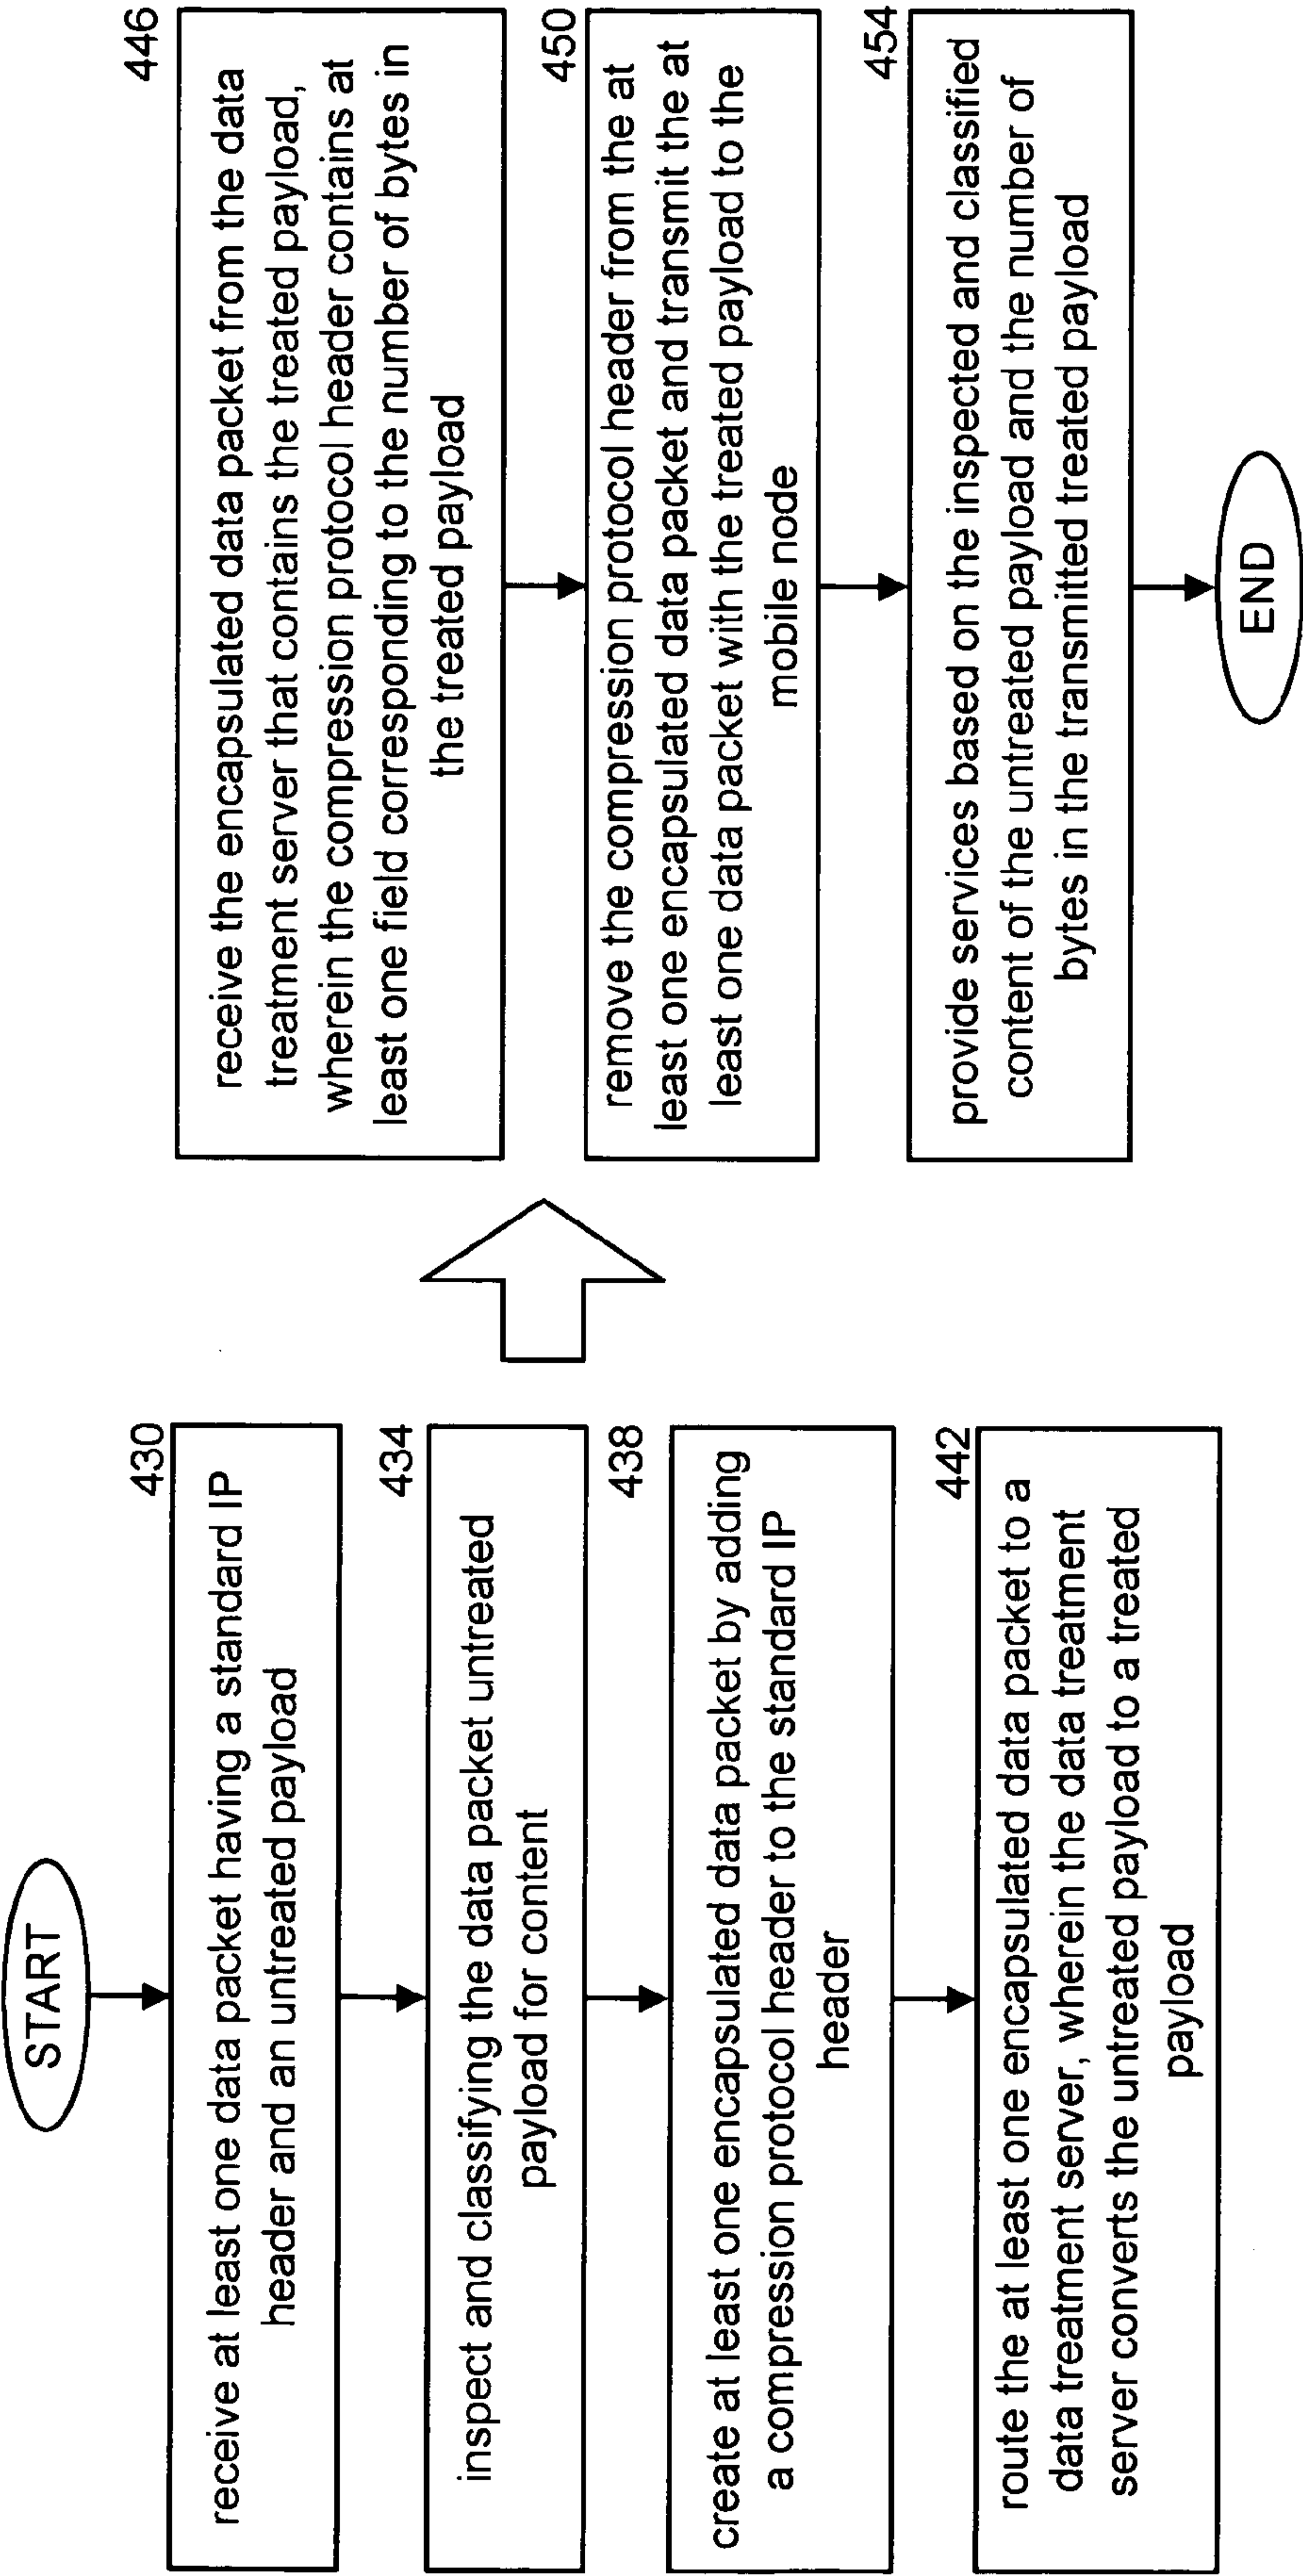 START
430
receive at least one data packet having a standard IP
header and an untreated payload
434
inspect and classifying the data packet untreated
payload for content
438
create at least one encapsulated data packet by adding
a compression protocol header to the standard IP
header
442
route the at least one encapsulated data packet to a
data treatment server, wherein the data treatment
server converts the untreated payload to a treated
payload
446
receive the encapsulated data packet from the data
treatment server that contains the treated payload,
wherein the compression protocol header contains at
least one field corresponding to the number of bytes in
the treated payload
450
remove the compression protocol header from the at
least one encapsulated data packet and transmit the at
least one data packet with the treated payload to the
mobile node
454
provide services based on the inspected and classified
content of the untreated payload and the number of
bytes in the transmitted treated payload
END